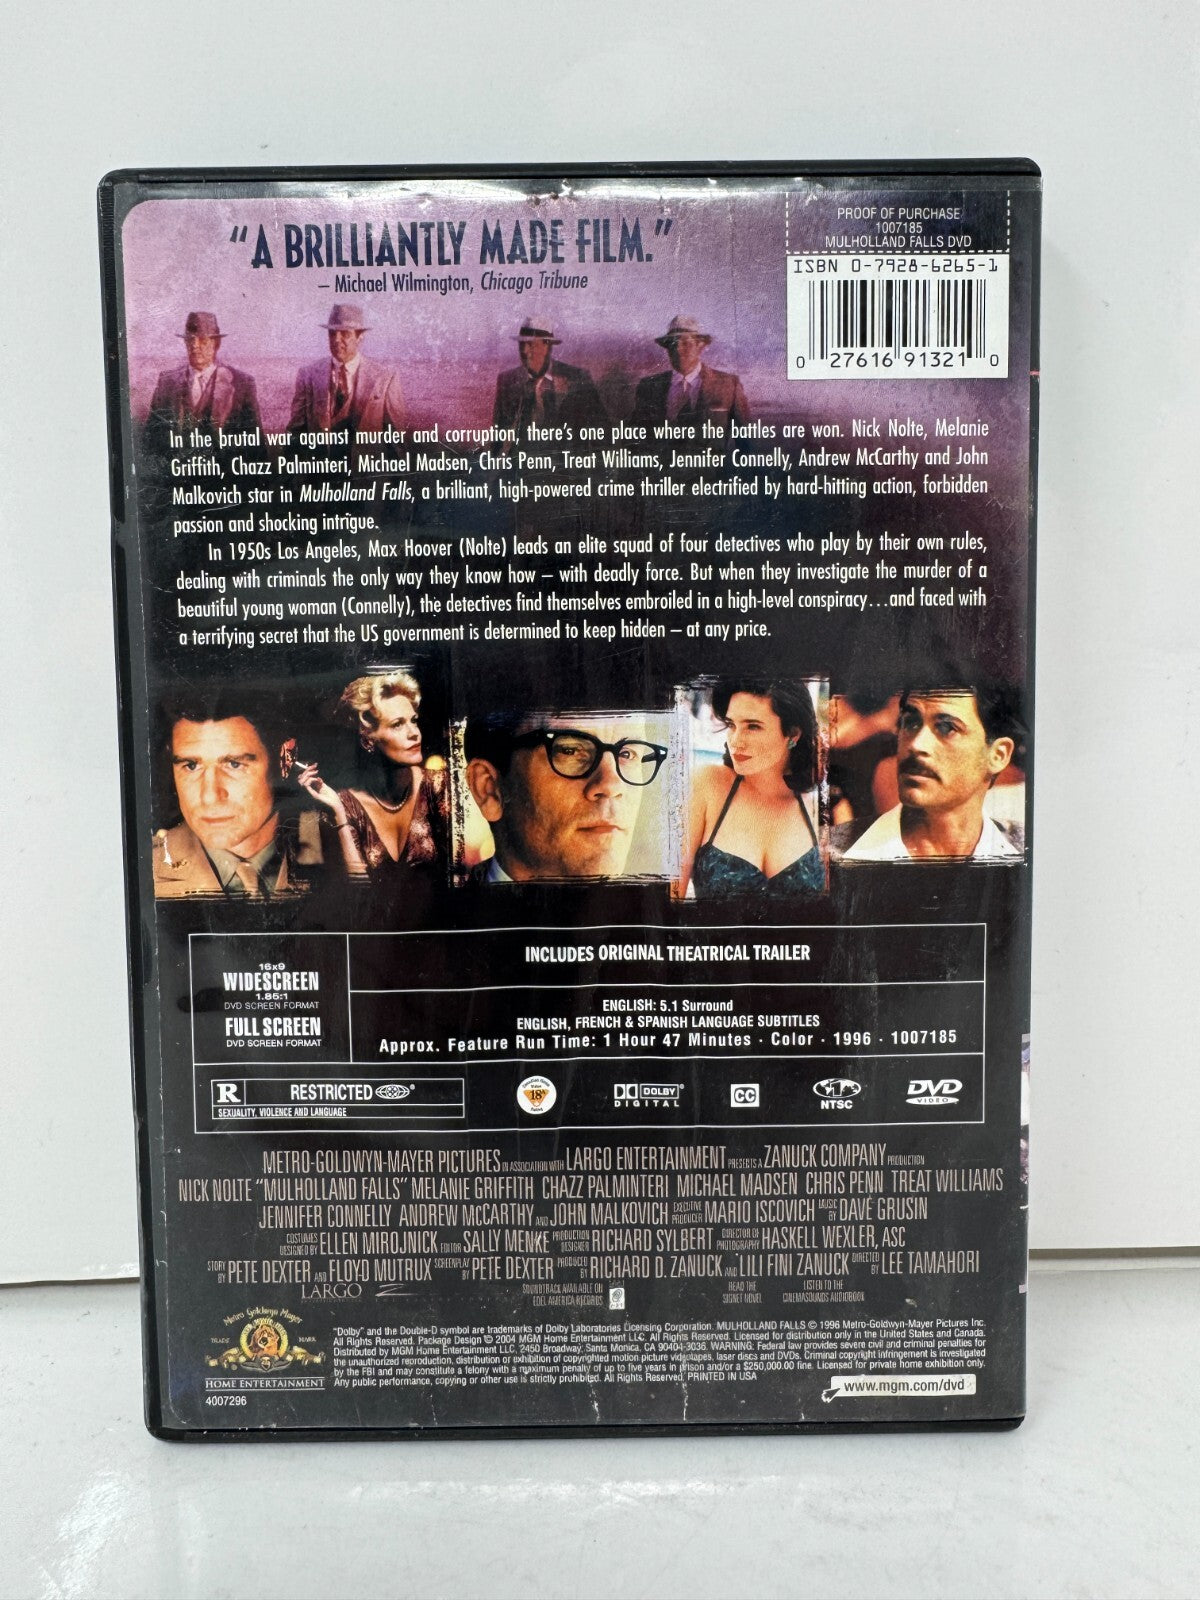 "A BRILLIANTLY MADE FILM."
– Michael Wilmington, Chicago Tribune
PROOF OF PURCHASE
1007185
MULHOLLAND FALLS DVD
ISBN 0-7928-6265-1
0 27616 91321 0
In the brutal war against murder and corruption, there's one place where the battles are won. Nick Nolte, Melanie
Griffith, Chazz Palminteri, Michael Madsen, Chris Penn, Treat Williams, Jennifer Connelly, Andrew McCarthy and John
Malkovich star in Mulholland Falls, a brilliant, high-powered crime thriller electrified by hard-hitting action, forbidden
passion and shocking intrigue.
In 1950s Los Angeles, Max Hoover (Nolte) leads an elite squad of four detectives who play by their own rules,
dealing with criminals the only way they know how – with deadly force. But when they investigate the murder of a
beautiful young woman (Connelly), the detectives find themselves embroiled in a high-level conspiracy...and faced with
a terrifying secret that the US government is determined to keep hidden – at any price.
16x9
WIDESCREEN
1.85:1
DVD SCREEN FORMAT
FULL SCREEN
DVD SCREEN FORMAT
INCLUDES ORIGINAL THEATRICAL TRAILER
ENGLISH: 5.1 Surround
ENGLISH, FRENCH & SPANISH LANGUAGE SUBTITLES
Approx. Feature Run Time: 1 Hour 47 Minutes · Color · 1996 · 1007185
R RESTRICTED
SEXUALITY, VIOLENCE AND LANGUAGE
18
DOLBY
DIGITAL
CC
NTSC
DVD
VIDEO
METRO-GOLDWYN-MAYER PICTURES IN ASSOCIATION WITH LARGO ENTERTAINMENT PRESENTS A ZANUCK COMPANY PRODUCTION
NICK NOLTE "MULHOLLAND FALLS" MELANIE GRIFFITH CHAZZ PALMINTERI MICHAEL MADSEN CHRIS PENN TREAT WILLIAMS
JENNIFER CONNELLY ANDREW McCARTHY AND JOHN MALKOVICH EXECUTIVE PRODUCER MARIO ISCOVICH MUSIC BY DAVE GRUSIN
COSTUMES DESIGNED BY ELLEN MIROJNICK EDITOR SALLY MENKE PRODUCTION DESIGNER RICHARD SYLBERT DIRECTOR OF PHOTOGRAPHY HASKELL WEXLER, ASC
STORY BY PETE DEXTER AND FLOYD MUTRUX SCREENPLAY BY PETE DEXTER PRODUCED BY RICHARD D. ZANUCK AND LILI FINI ZANUCK DIRECTED BY LEE TAMAHORI
LARGO
SOUNDTRACK AVAILABLE ON
EDEL AMERICA RECORDS
READ THE
SIGNET NOVEL
LISTEN TO THE
CINEMASOUNDS AUDIOBOOK
Metro Goldwyn Mayer
TRADE MARK
HOME ENTERTAINMENT
4007296
"Dolby" and the Double-D symbol are trademarks of Dolby Laboratories Licensing Corporation. MULHOLLAND FALLS © 1996 Metro-Goldwyn-Mayer Pictures Inc.
All Rights Reserved. Package Design © 2004 MGM Home Entertainment LLC. All Rights Reserved. Licensed for distribution only in the United States and Canada.
Distributed by MGM Home Entertainment LLC, 2450 Broadway, Santa Monica, CA 90404-3036. WARNING: Federal law provides severe civil and criminal penalties for
the unauthorized reproduction, distribution or exhibition of copyrighted motion picture videotapes, laser discs and DVDs. Criminal copyright infringement is investigated
by the FBI and may constitute a felony with a maximum penalty of up to five years in prison and/or a $250,000.00 fine. Licensed for private home exhibition only.
Any public performance, copying or other use is strictly prohibited. All Rights Reserved. PRINTED IN USA
www.mgm.com/dvd